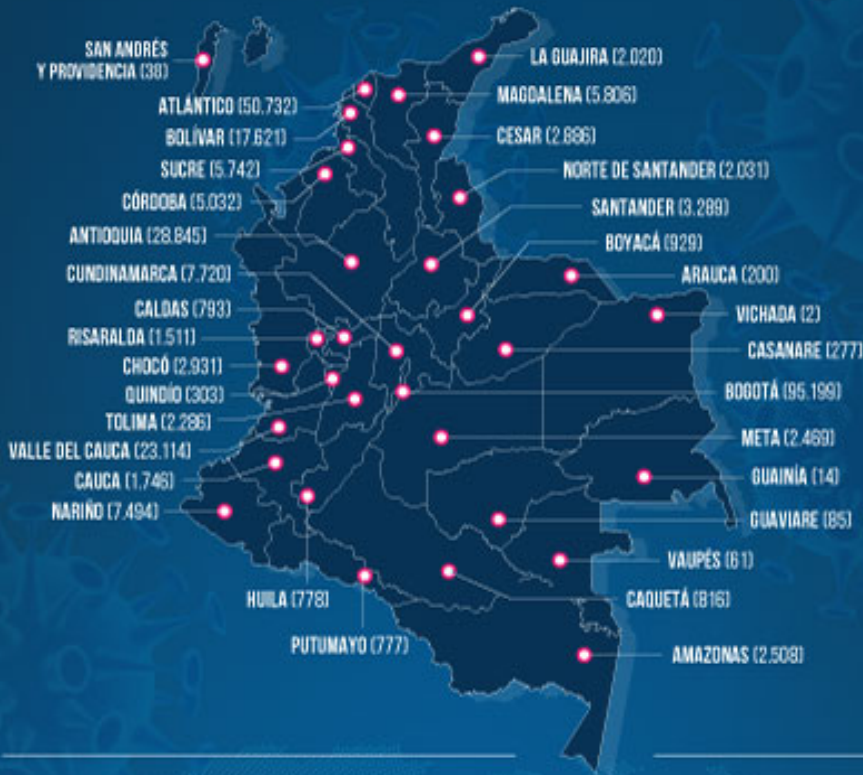 SAN ANDRÉS
Y PROVIDENCIA (38)
ATLÁNTICO (50.732)
BOLÍVAR (17.621)
SUCRE (5.742)
CÓRDOBA (5.032)
ANTIOQUIA (28.845)
CUNDINAMARCA (7.720)
CALDAS (793)
RISARALDA (1.511)
CHOCÓ (2.931)
QUINDÍO (303)
TOLIMA (2.286)
VALLE DEL CAUCA (23.114)
CAUCA (1.746)
NARIÑO (7.494)
HUILA (778)
PUTUMAYO (777)
LA GUAJIRA (2.020)
MAGDALENA (5.806)
CESAR (2.886)
NORTE DE SANTANDER (2.031)
SANTANDER (3.289)
BOYACÁ (929)
ARAUCA (200)
VICHADA (2)
CASANARE (277)
BOGOTÁ (95.199)
META (2.469)
GUAINÍA (14)
GUAVIARE (85)
VAUPÉS (61)
CAQUETÁ (816)
AMAZONAS (2.508)